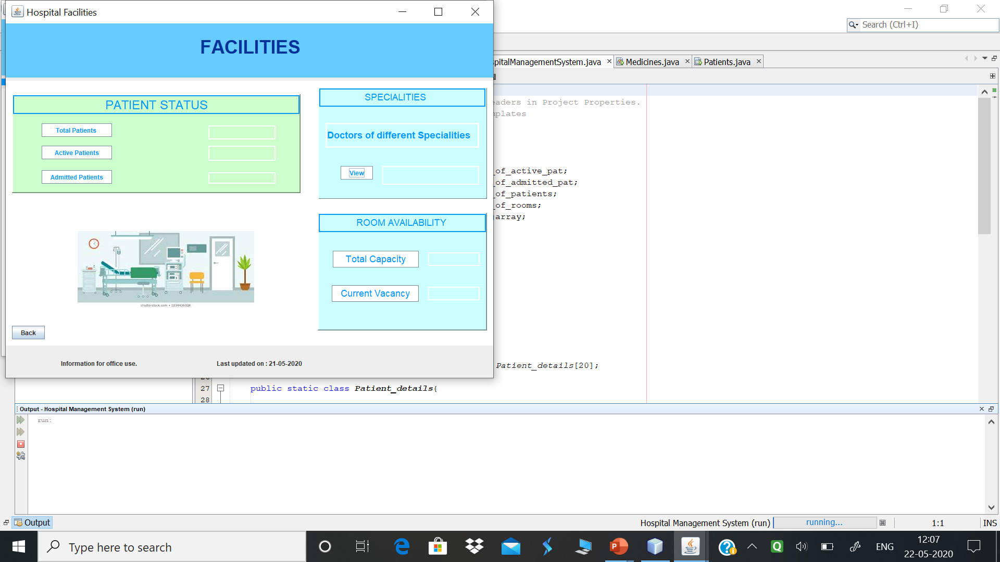 Hospital Facilities
FACILITIES
PATIENT STATUS
Total Patients
Active Patients
Admitted Patients
SPECIALITIES
Doctors of different Specialities
View
ROOM AVAILABILITY
Total Capacity
Current Vacancy
shutterstock.com • 1034436334
Back
Information for office use.
Last updated on : 21-05-2020
Search (Ctrl+I)
spitalManagementSystem.java
Medicines.java
Patients.java
eaders in Project Properties.
mplates
_of_active_pat;
_of_admitted_pat;
_of_patients;
_of_rooms;
array;
Patient_details[20];
27 public static class Patient_details{
28
Output - Hospital Management System (run)
run:
Output
Hospital Management System (run)
running...
1:1
INS
Type here to search
ENG
12:07
22-05-2020